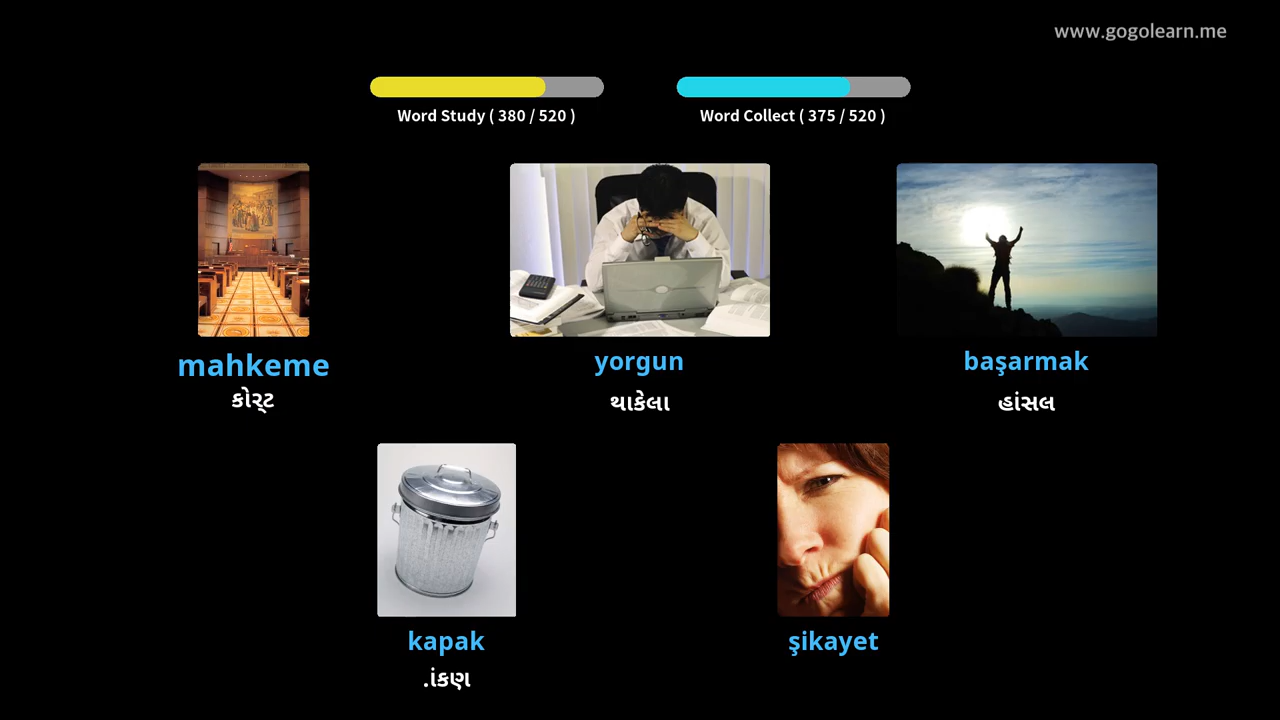 www.gogolearn.me
Word Study ( 380 / 520 )
Word Collect ( 375 / 520 )
mahkeme
કોર્ટ
yorgun
થાકેલા
başarmak
હાંસલ
kapak
.ાંકણ
şikayet